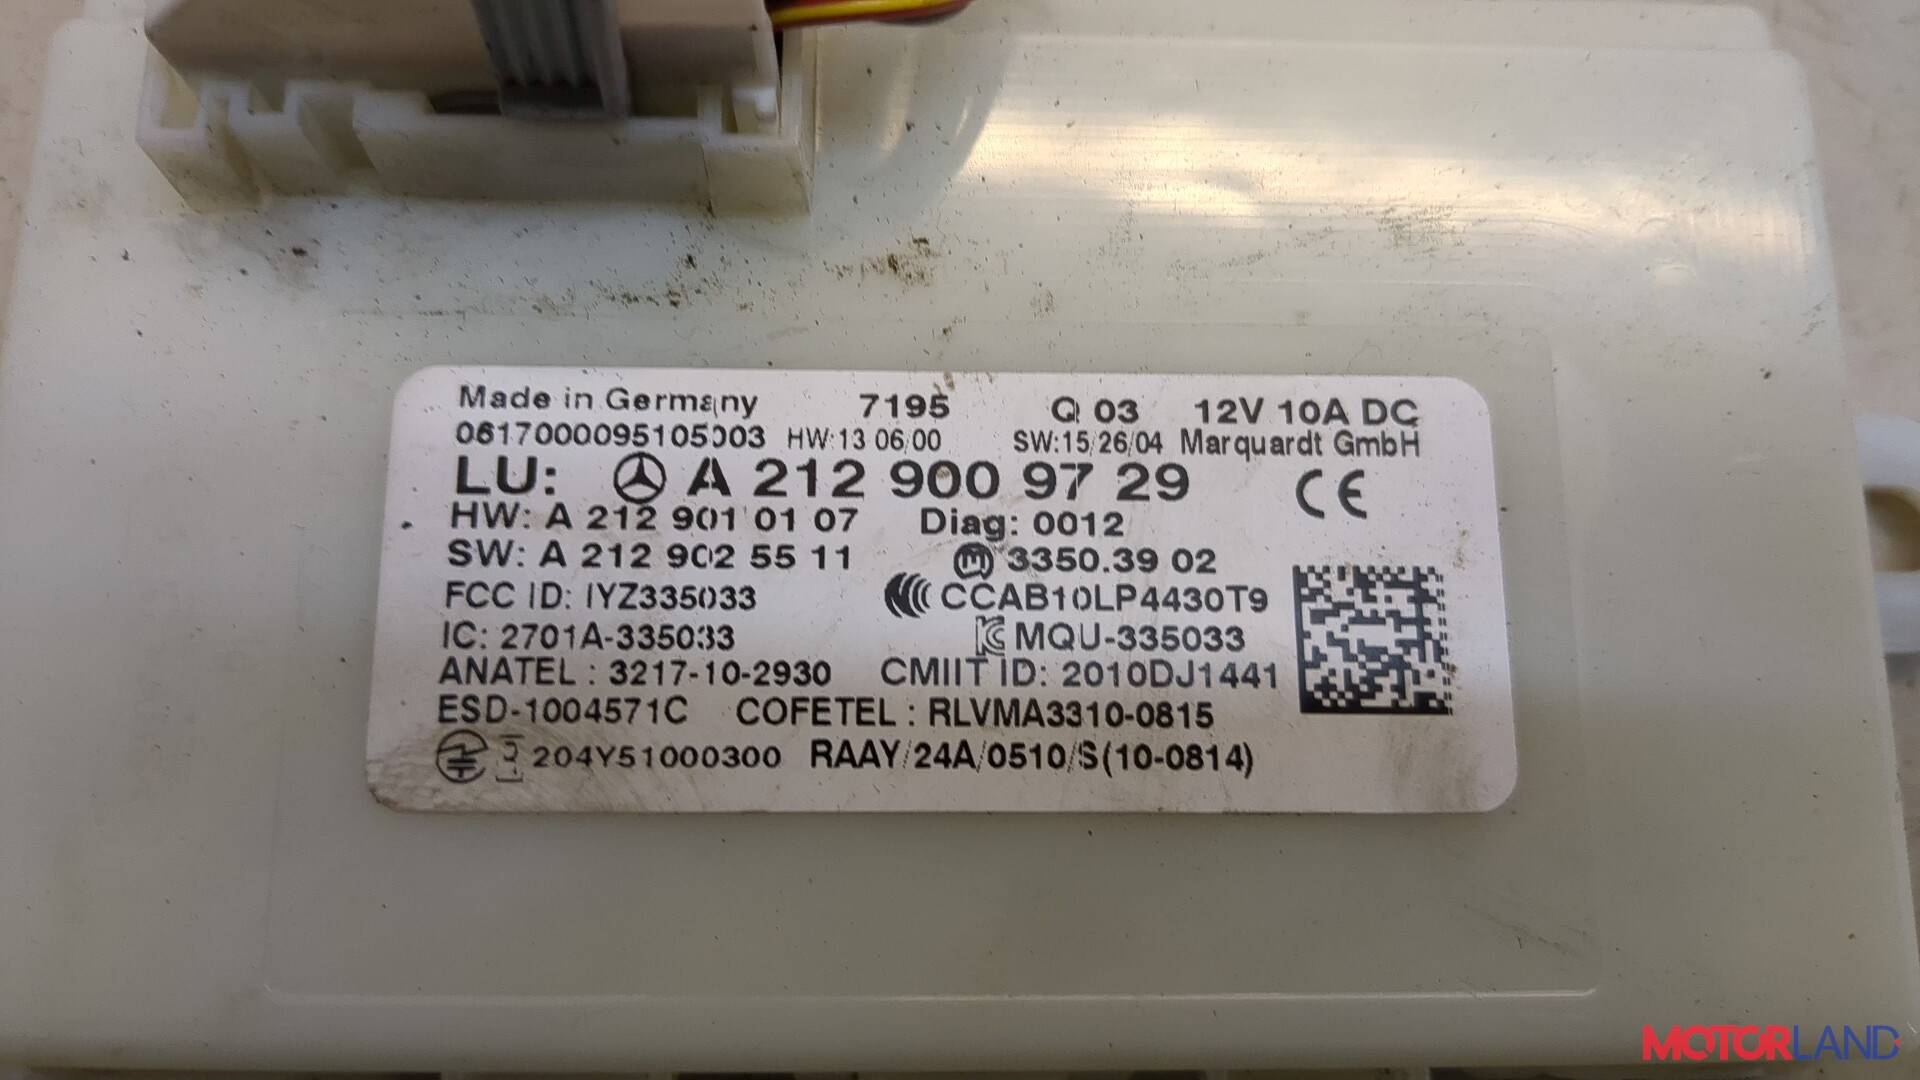 Made in Germany 7195 Q 03 12V 10A DC
0617000095105003 HW:13/06/00 SW:15/26/04 Marquardt GmbH
LU: A 212 900 97 29
HW: A 212 901 01 07 Diag: 0012
SW: A 212 902 55 11 3350.39 02
FCC ID: IYZ335033 CCAB10LP4430T9
IC: 2701A-335033 MQU-335033
ANATEL : 3217-10-2930 CMIIT ID: 2010DJ1441
ESD-1004571C COFETEL : RLVMA3310-0815
R 204Y51000300 RAAY/24A/0510/S(10-0814)
MOTORLAND